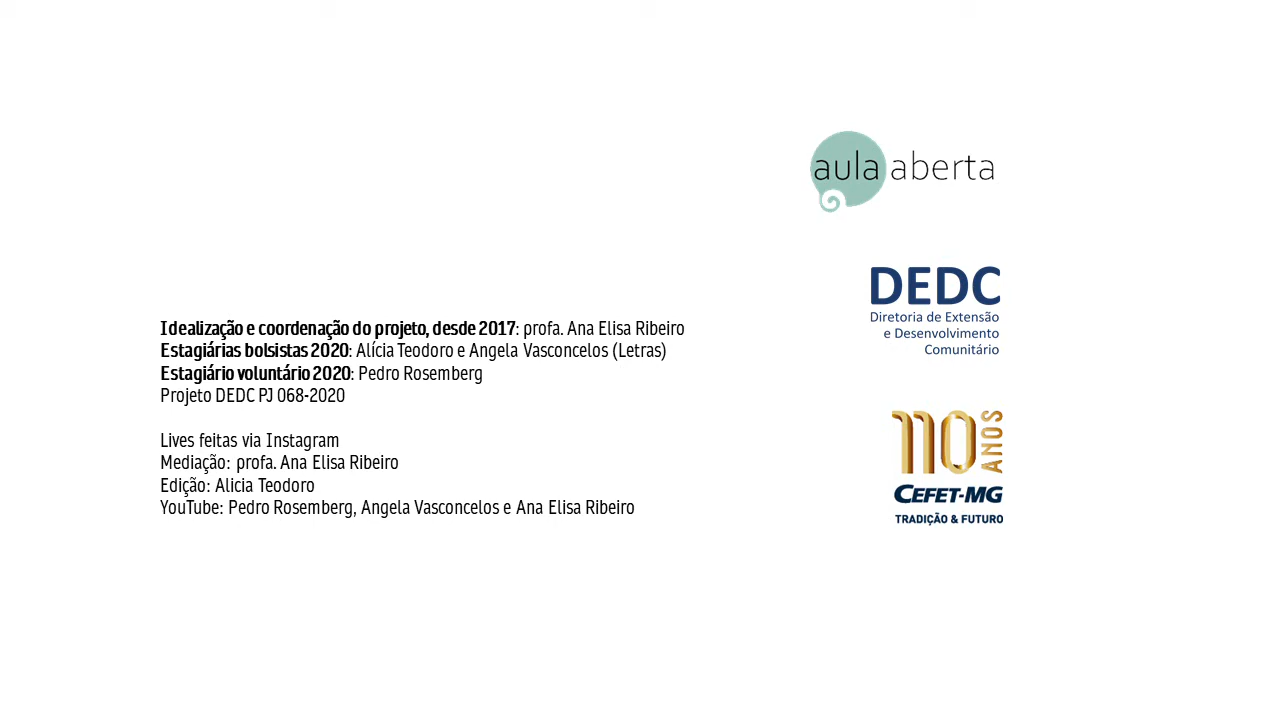 aula aberta
DEDC
Diretoria de Extensão
e Desenvolvimento
Comunitário
Idealização e coordenação do projeto, desde 2017: profa. Ana Elisa Ribeiro
Estagiárias bolsistas 2020: Alícia Teodoro e Angela Vasconcelos (Letras)
Estagiário voluntário 2020: Pedro Rosemberg
Projeto DEDC PJ 068-2020
Lives feitas via Instagram
Mediação: profa. Ana Elisa Ribeiro
Edição: Alicia Teodoro
YouTube: Pedro Rosemberg, Angela Vasconcelos e Ana Elisa Ribeiro
110 ANOS
CEFET-MG
TRADIÇÃO & FUTURO